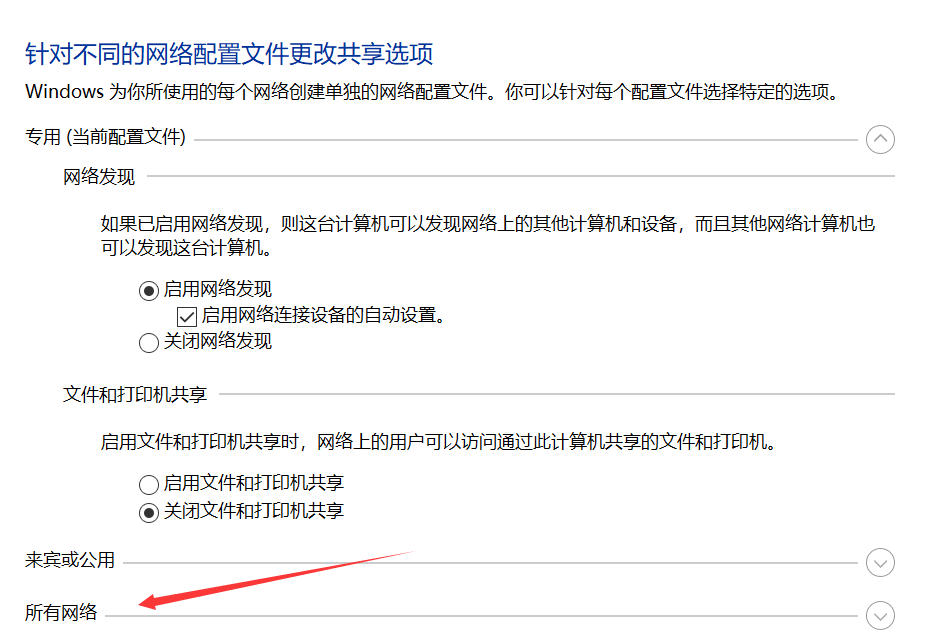 针对不同的网络配置文件更改共享选项
Windows 为你所使用的每个网络创建单独的网络配置文件。你可以针对每个配置文件选择特定的选项。
专用 (当前配置文件)
网络发现
如果已启用网络发现，则这台计算机可以发现网络上的其他计算机和设备，而且其他网络计算机也
可以发现这台计算机。
启用网络发现
启用网络连接设备的自动设置。
关闭网络发现
文件和打印机共享
启用文件和打印机共享时，网络上的用户可以访问通过此计算机共享的文件和打印机。
启用文件和打印机共享
关闭文件和打印机共享
来宾或公用
所有网络